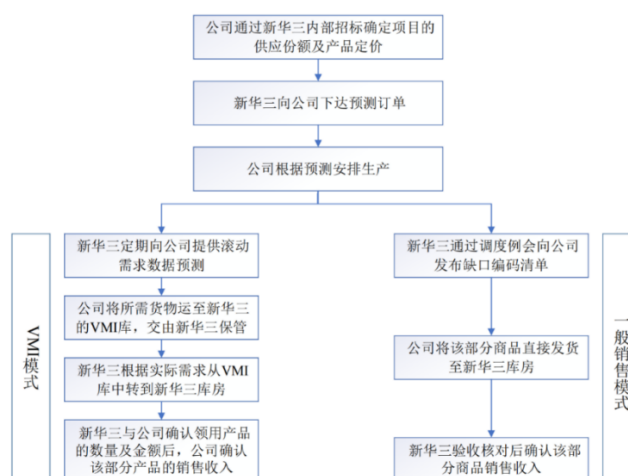 公司通过新华三内部招标确定项目的
供应份额及产品定价
新华三向公司下达预测订单
公司根据预测安排生产
VMI模式
新华三定期向公司提供滚动
需求数据预测
公司将所需货物运至新华三
的VMI库，交由新华三保管
新华三根据实际需求从VMI
库中转到新华三库房
新华三与公司确认领用产品
的数量及金额后，公司确认
该部分产品的销售收入
新华三通过调度例会向公司
发布缺口编码清单
公司将该部分商品直接发货
至新华三库房
新华三验收核对后确认该部
分商品销售收入
一般销售模式